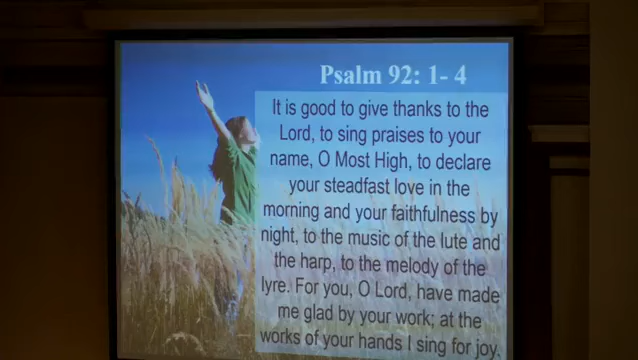 Psalm 92: 1- 4
It is good to give thanks to the
Lord, to sing praises to your
name, O Most High, to declare
your steadfast love in the
morning and your faithfulness by
night, to the music of the lute and
the harp, to the melody of the
lyre. For you, O Lord, have made
me glad by your work; at the
works of your hands I sing for joy.